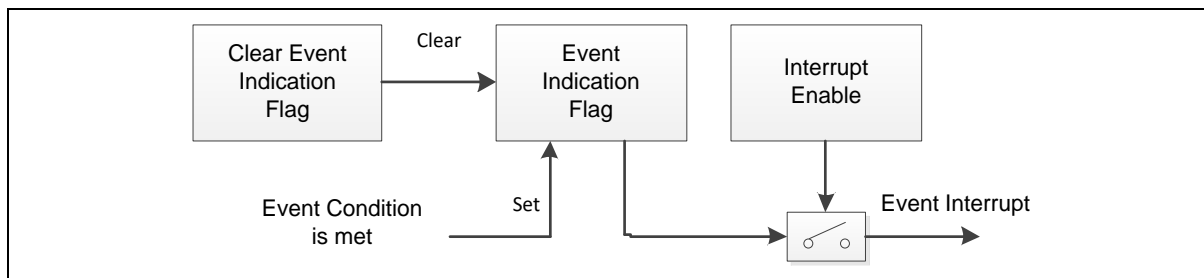 Clear Event
Indication
Flag
Clear
Event
Indication
Flag
Interrupt
Enable
Event Condition
is met
Set
Event Interrupt